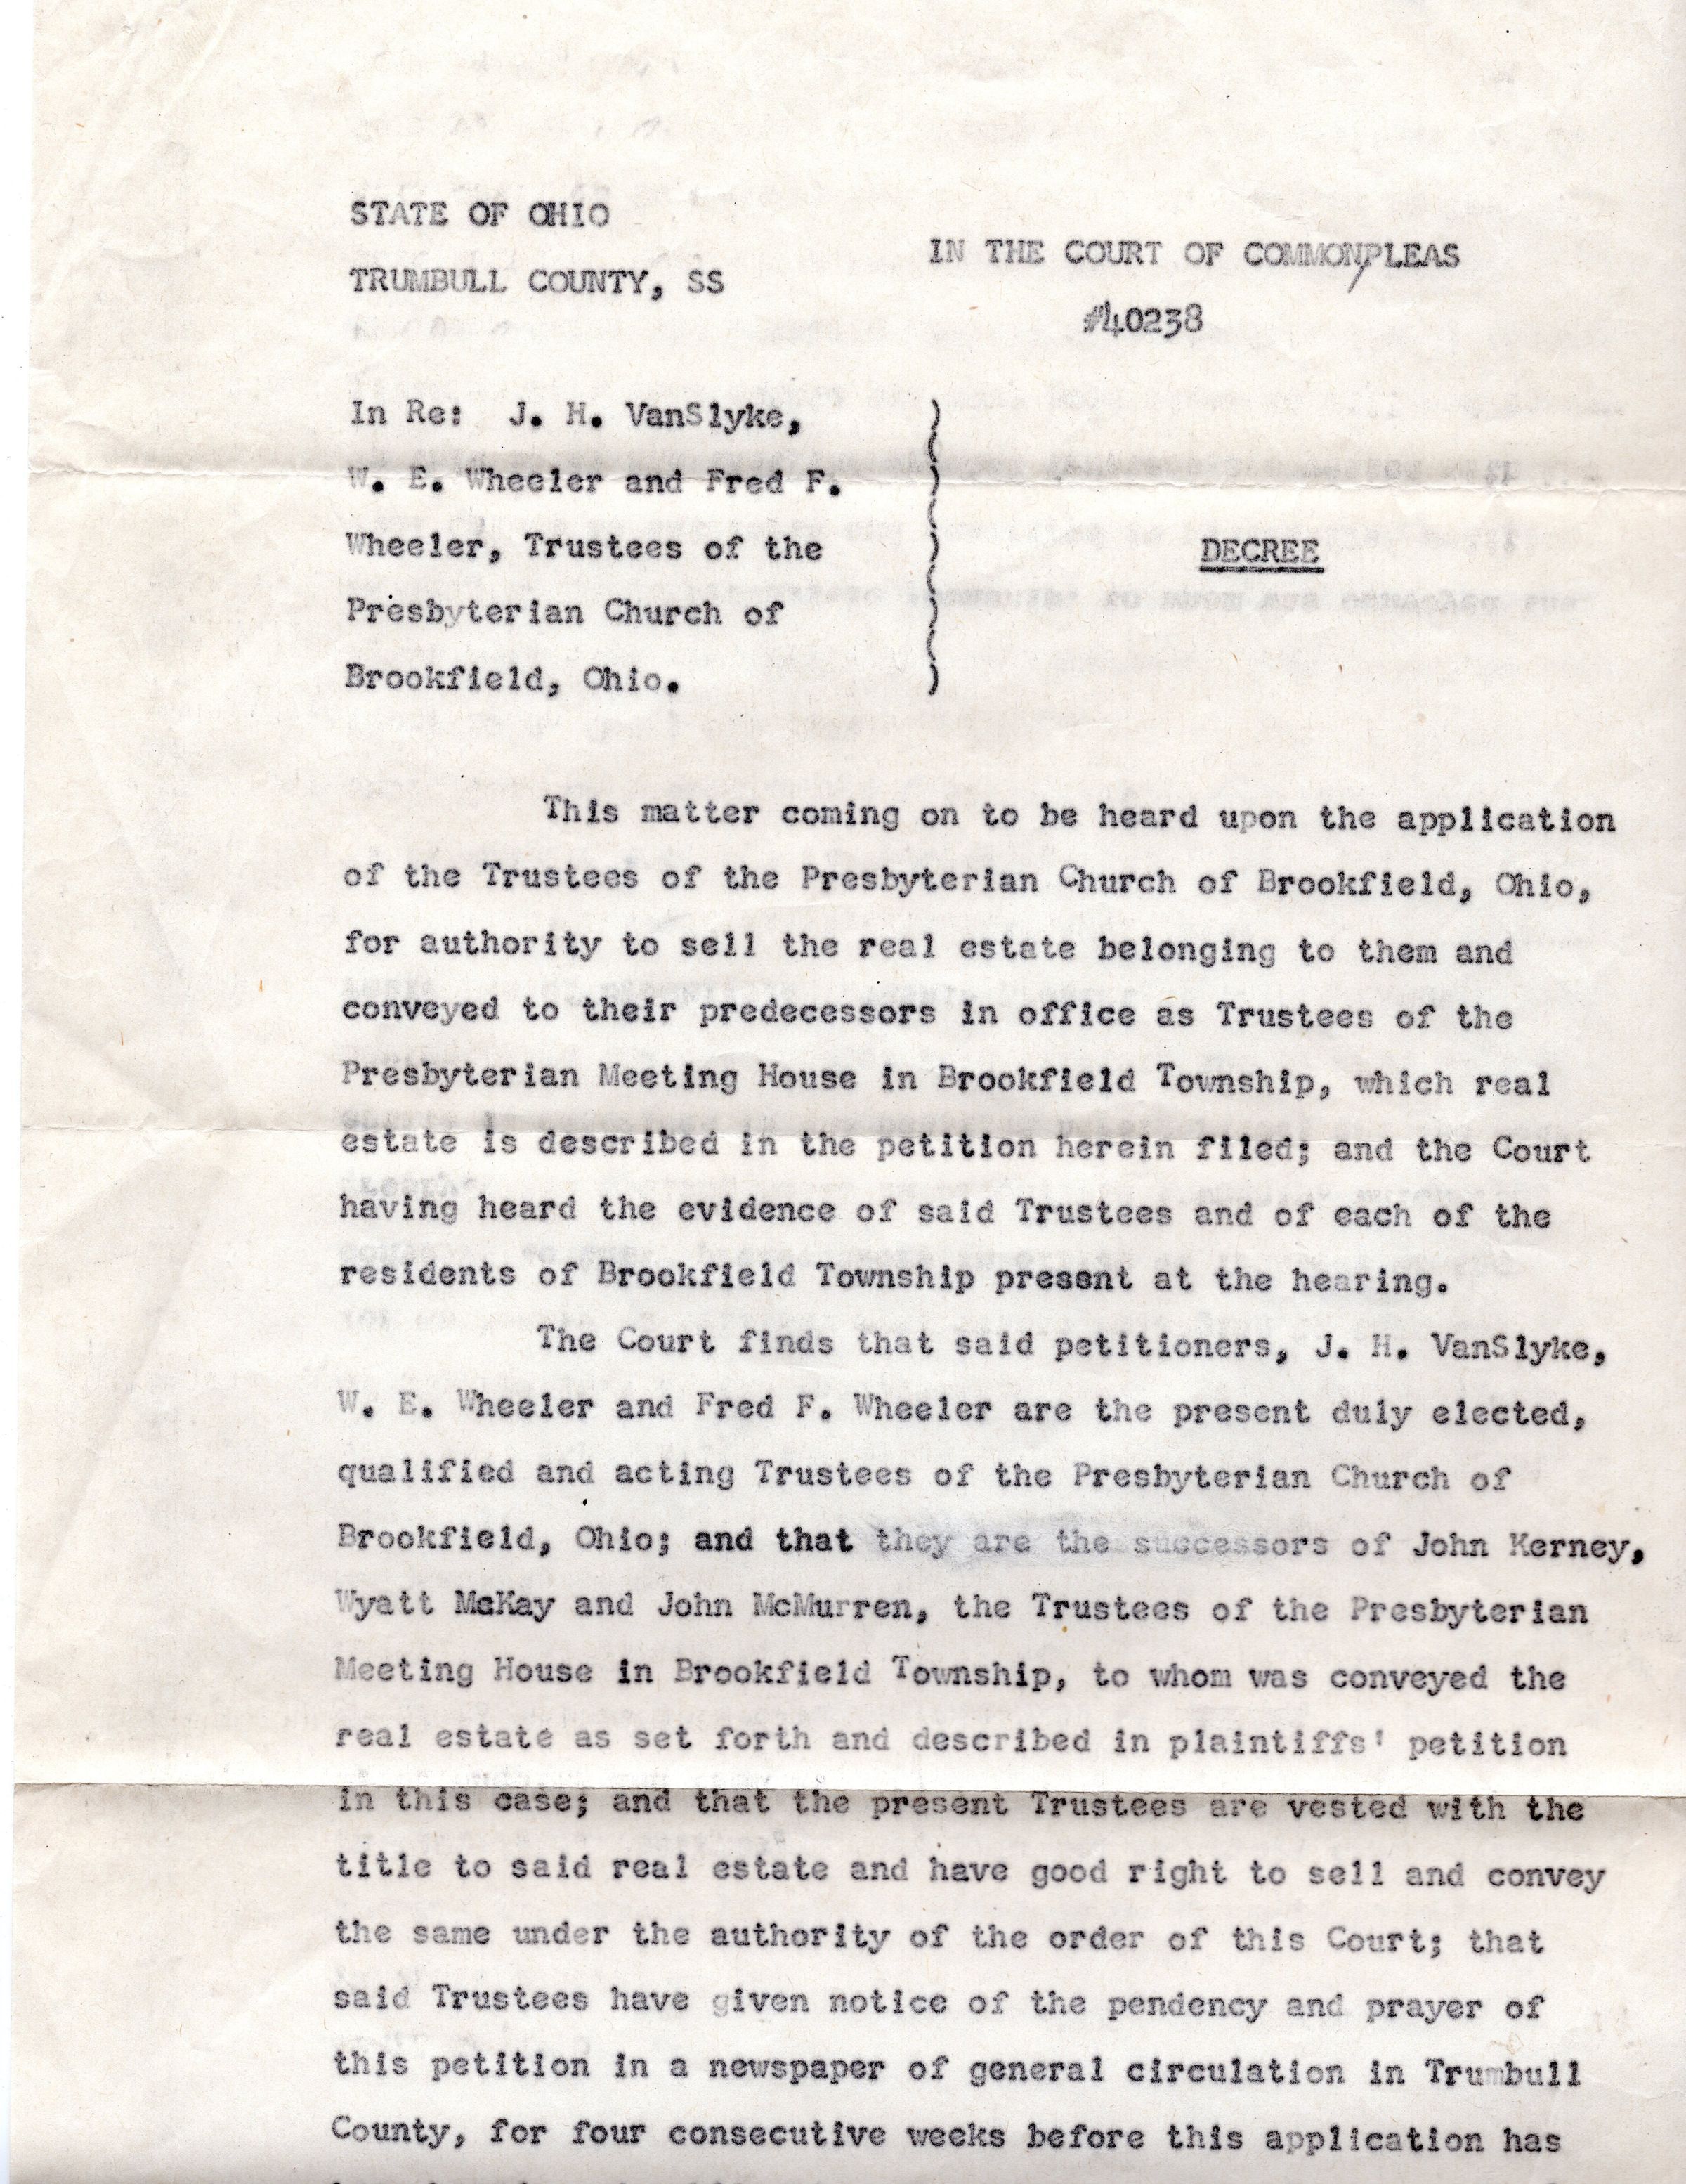 STATE OF OHIO
IN THE COURT OF COMMON/PLEAS
TRUMBULL COUNTY, SS
#40238
In Re: J. H. VanSlyke,
W. E. Wheeler and Fred F.
Wheeler, Trustees of the
DECREE
Presbyterian Church of
Brookfield, Ohio.
This matter coming on to be heard upon the application
of the Trustees of the Presbyterian Church of Brookfield, Ohio,
for authority to sell the real estate belonging to them and
conveyed to their predecessors in office as Trustees of the
Presbyterian Meeting House in Brookfield Township, which real
estate is described in the petition herein filed; and the Court
having heard the evidence of said Trustees and of each of the
residents of Brookfield Township present at the hearing.
The Court finds that said petitioners, J. H. VanSlyke,
W. E. Wheeler and Fred F. Wheeler are the present duly elected,
qualified and acting Trustees of the Presbyterian Church of
Brookfield, Ohio; and that they are the successors of John Kerney,
Wyatt McKay and John McMurren, the Trustees of the Presbyterian
Meeting House in Brookfield Township, to whom was conveyed the
real estate as set forth and described in plaintiffs' petition
in this case; and that the present Trustees are vested with the
title to said real estate and have good right to sell and convey
the same under the authority of the order of this Court; that
said Trustees have given notice of the pendency and prayer of
this petition in a newspaper of general circulation in Trumbull
County, for four consecutive weeks before this application has